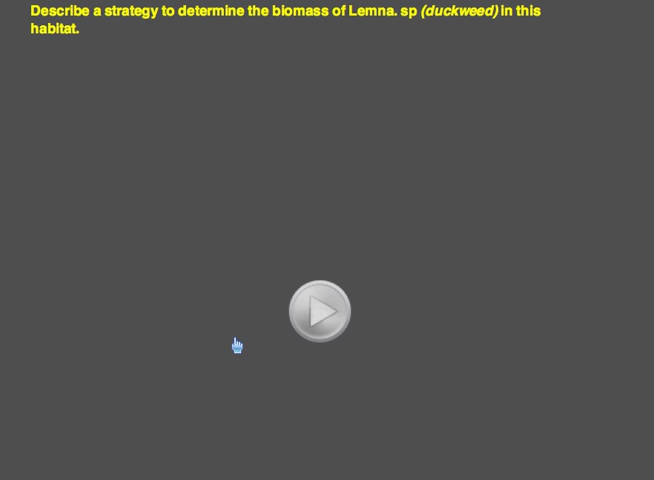 Describe a strategy to determine the biomass of Lemna. sp (duckweed) in this
habitat.